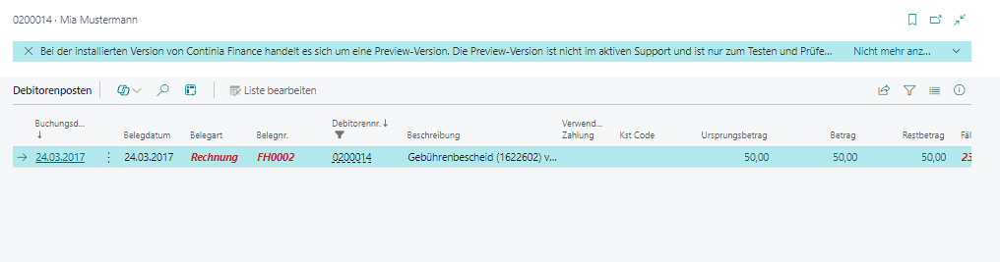 0200014 · Mia Mustermann
Bei der installierten Version von Continia Finance handelt es sich um eine Preview-Version. Die Preview-Version ist nicht im aktiven Support und ist nur zum Testen und Prüfe... Nicht mehr anz...
Debitorenposten Liste bearbeiten
Buchungsd... ↓ Belegdatum Belegart Belegnr. Debitorennr. ↓ Beschreibung Verwend... Zahlung Kst Code Ursprungsbetrag Betrag Restbetrag Fäl
→ 24.03.2017 24.03.2017 Rechnung FH0002 0200014 Gebührenbescheid (1622602) v... 50,00 50,00 50,00 23